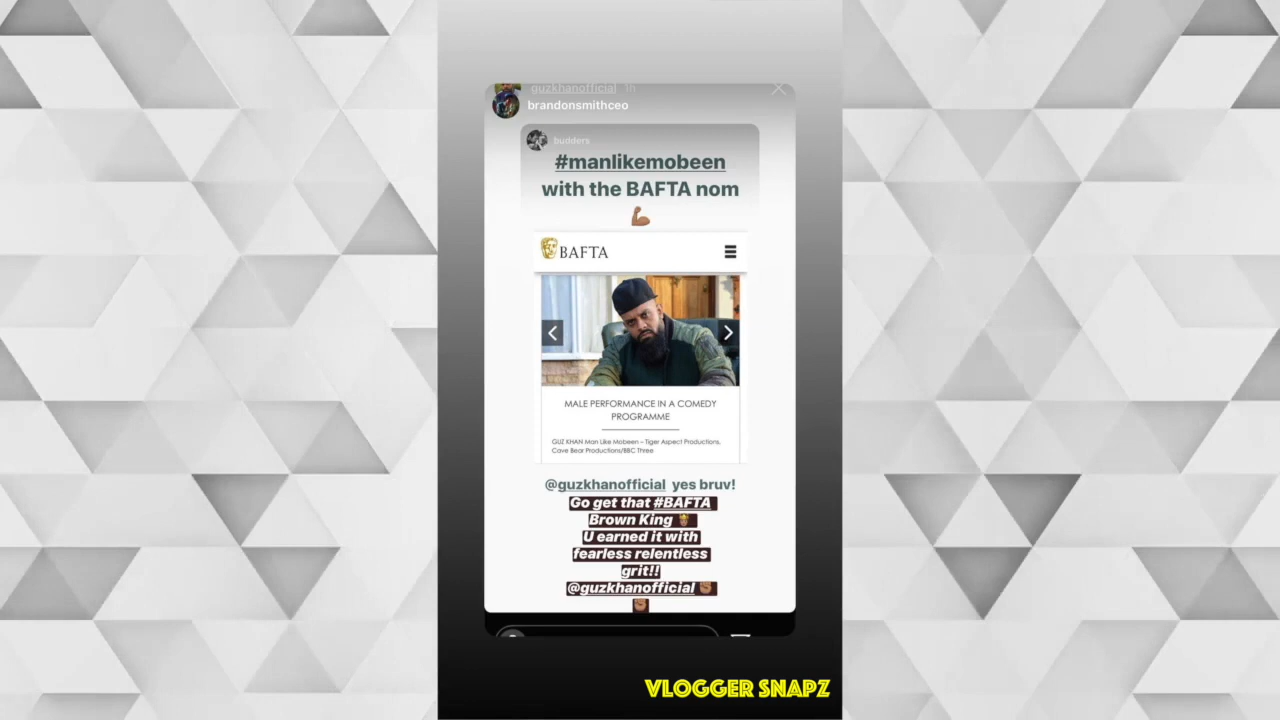 guzkhanofficial 1h
brandonsmithceo
budders
#manlikemobeen
with the BAFTA nom
BAFTA
MALE PERFORMANCE IN A COMEDY
PROGRAMME
GUZ KHAN Man Like Mobeen – Tiger Aspect Productions,
Cave Bear Productions/BBC Three
@guzkhanofficial yes bruv!
Go get that #BAFTA
Brown King
U earned it with
fearless relentless
grit!!
@guzkhanofficial
VLOGGER SNAPZ